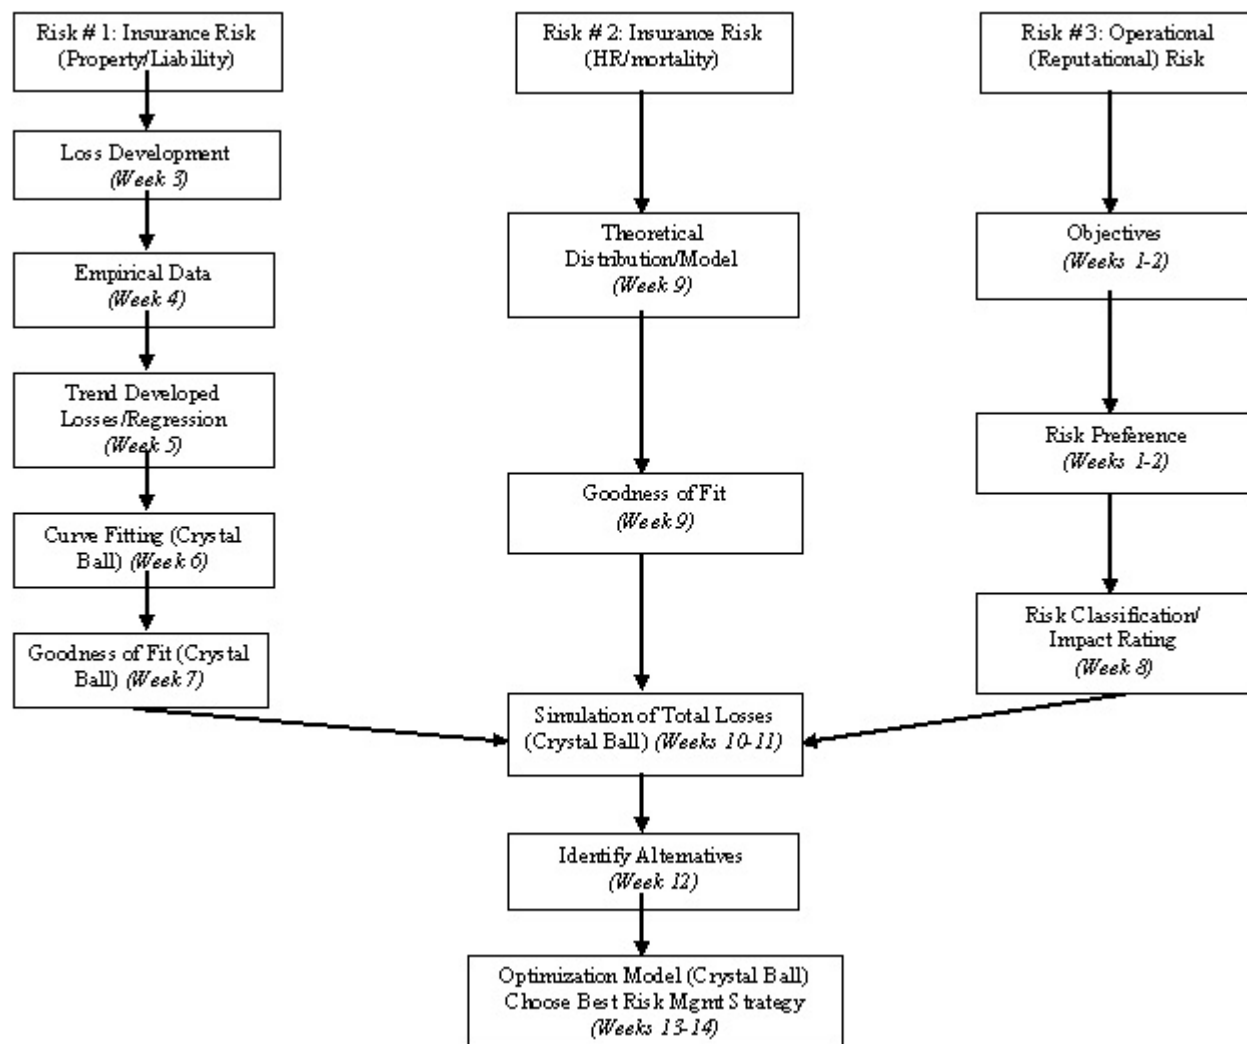 Risk # 1: Insurance Risk
(Property/Liability)
Loss Development
(Week 3)
Empirical Data
(Week 4)
Trend Developed
Losses/Regression
(Week 5)
Curve Fitting (Crystal
Ball) (Week 6)
Goodness of Fit (Crystal
Ball) (Week 7)
Risk # 2: Insurance Risk
(HR/mortality)
Theoretical
Distribution/Model
(Week 9)
Goodness of Fit
(Week 9)
Risk # 3: Operational
(Reputational) Risk
Objectives
(Weeks 1-2)
Risk Preference
(Weeks 1-2)
Risk Classification/
Impact Rating
(Week 8)
Simulation of Total Losses
(Crystal Ball) (Weeks 10-11)
Identify Alternatives
(Week 12)
Optimization Model (Crystal Ball)
Choose Best Risk Mgmt Strategy
(Weeks 13-14)